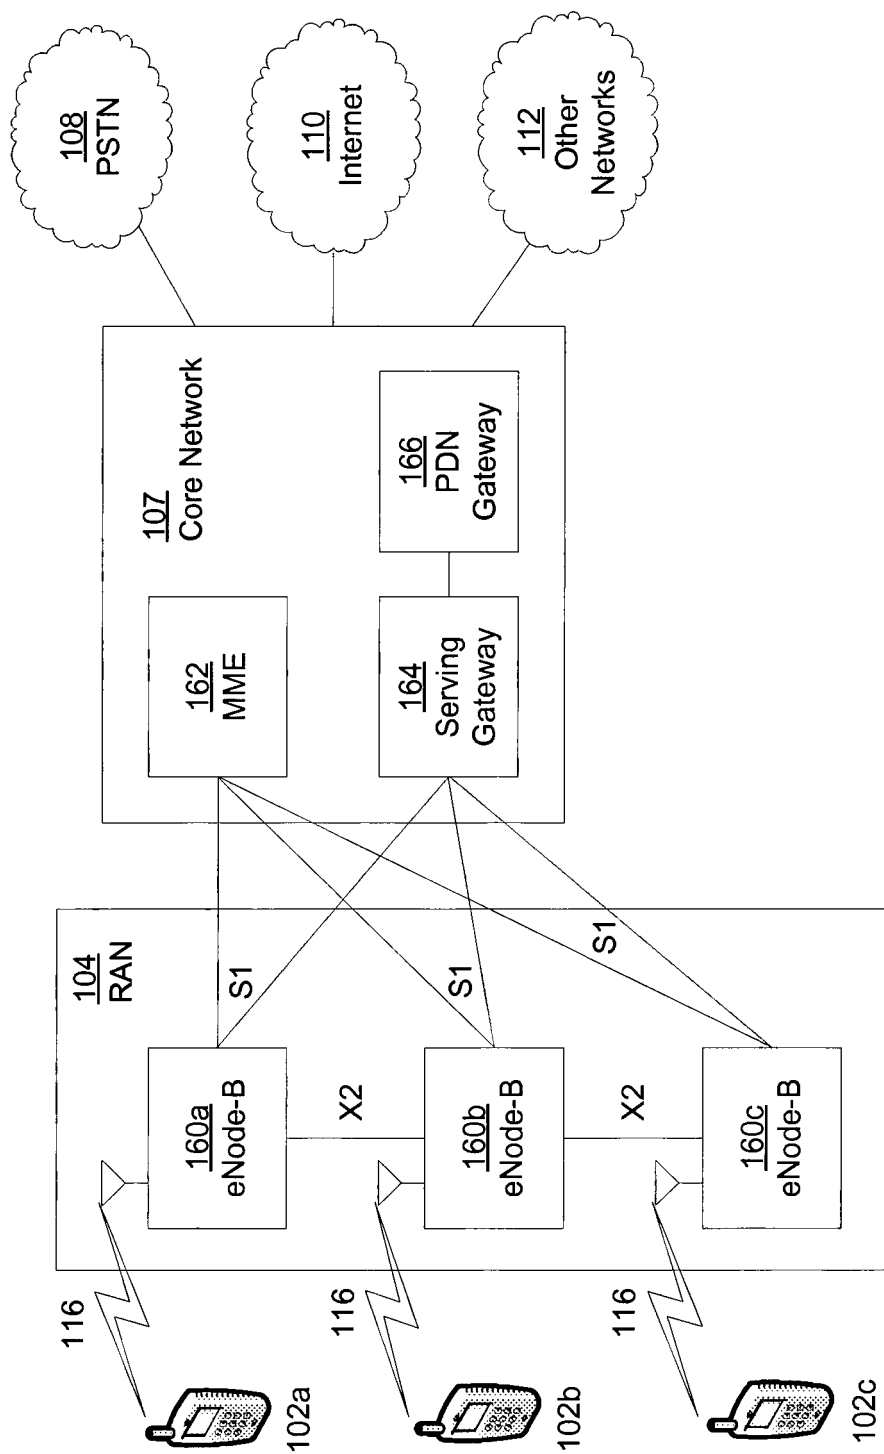 108
PSTN
110
Internet
112
Other
Networks
107
Core Network
162
MME
164
Serving
Gateway
166
PDN
Gateway
104
RAN
S1
S1
S1
160a
eNode-B
X2
160b
eNode-B
X2
160c
eNode-B
116
116
116
102a
102b
102c